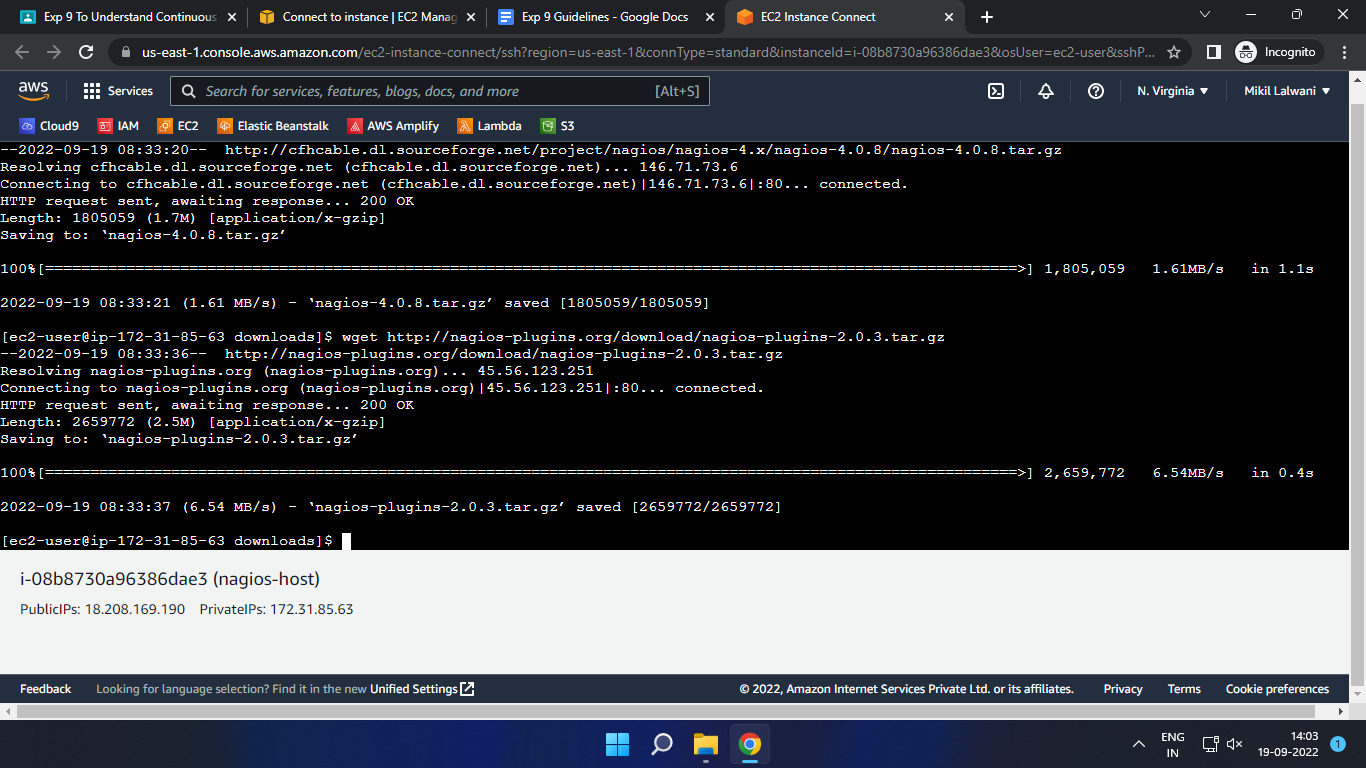 Exp 9 To Understand Continuous
Connect to instance | EC2 Manag
Exp 9 Guidelines - Google Docs
EC2 Instance Connect
us-east-1.console.aws.amazon.com/ec2-instance-connect/ssh?region=us-east-1&connType=standard&instanceId=i-08b8730a96386dae3&osUser=ec2-user&sshP...
Incognito
aws
Services
Search for services, features, blogs, docs, and more
[Alt+S]
N. Virginia
Mikil Lalwani
Cloud9
IAM
EC2
Elastic Beanstalk
AWS Amplify
Lambda
S3
--2022-09-19 08:33:20--  http://cfhcable.dl.sourceforge.net/project/nagios/nagios-4.x/nagios-4.0.8/nagios-4.0.8.tar.gz
Resolving cfhcable.dl.sourceforge.net (cfhcable.dl.sourceforge.net)... 146.71.73.6
Connecting to cfhcable.dl.sourceforge.net (cfhcable.dl.sourceforge.net)|146.71.73.6|:80... connected.
HTTP request sent, awaiting response... 200 OK
Length: 1805059 (1.7M) [application/x-gzip]
Saving to: ‘nagios-4.0.8.tar.gz’
100%[============================================================================================================>] 1,805,059   1.61MB/s   in 1.1s
2022-09-19 08:33:21 (1.61 MB/s) - ‘nagios-4.0.8.tar.gz’ saved [1805059/1805059]
[ec2-user@ip-172-31-85-63 downloads]$ wget http://nagios-plugins.org/download/nagios-plugins-2.0.3.tar.gz
--2022-09-19 08:33:36--  http://nagios-plugins.org/download/nagios-plugins-2.0.3.tar.gz
Resolving nagios-plugins.org (nagios-plugins.org)... 45.56.123.251
Connecting to nagios-plugins.org (nagios-plugins.org)|45.56.123.251|:80... connected.
HTTP request sent, awaiting response... 200 OK
Length: 2659772 (2.5M) [application/x-gzip]
Saving to: ‘nagios-plugins-2.0.3.tar.gz’
100%[============================================================================================================>] 2,659,772   6.54MB/s   in 0.4s
2022-09-19 08:33:37 (6.54 MB/s) - ‘nagios-plugins-2.0.3.tar.gz’ saved [2659772/2659772]
[ec2-user@ip-172-31-85-63 downloads]$
i-08b8730a96386dae3 (nagios-host)
PublicIPs: 18.208.169.190 PrivateIPs: 172.31.85.63
Feedback
Looking for language selection? Find it in the new Unified Settings
© 2022, Amazon Internet Services Private Ltd. or its affiliates.
Privacy
Terms
Cookie preferences
ENG
IN
14:03
19-09-2022
1